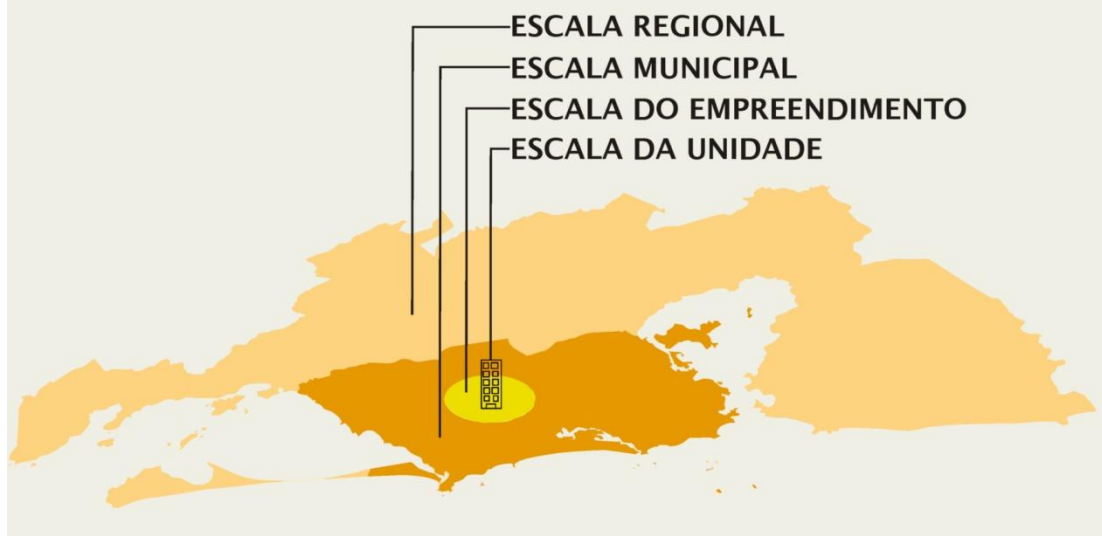 ESCALA REGIONAL
ESCALA MUNICIPAL
ESCALA DO EMPREENDIMENTO
ESCALA DA UNIDADE